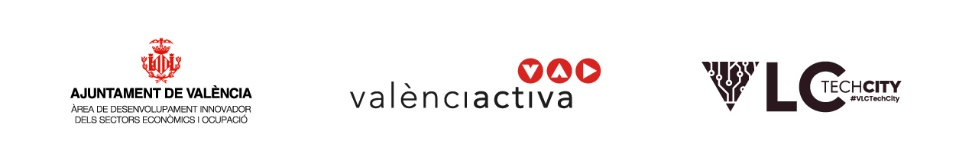 AJUNTAMENT DE VALÈNCIA
ÀREA DE DESENVOLUPAMENT INNOVADOR
DELS SECTORS ECONÒMICS I OCUPACIÓ
valènciactiva
VLC
TECHCITY
#VLCTechCity